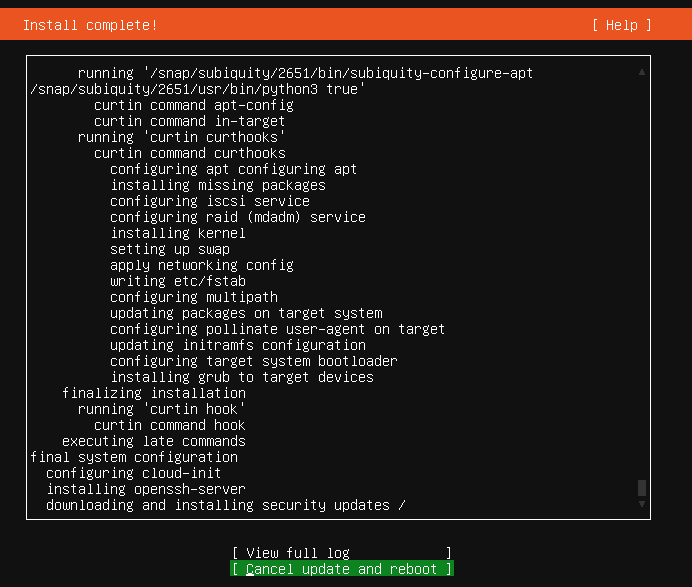 Install complete!
[ Help ]
running '/snap/subiquity/2651/bin/subiquity-configure-apt
/snap/subiquity/2651/usr/bin/python3 true'
curtin command apt-config
curtin command in-target
running 'curtin curthooks'
curtin command curthooks
configuring apt configuring apt
installing missing packages
configuring iscsi service
configuring raid (mdadm) service
installing kernel
setting up swap
apply networking config
writing etc/fstab
configuring multipath
updating packages on target system
configuring pollinate user-agent on target
updating initramfs configuration
configuring target system bootloader
installing grub to target devices
finalizing installation
running 'curtin hook'
curtin command hook
executing late commands
final system configuration
configuring cloud-init
installing openssh-server
downloading and installing security updates /
[ View full log ]
[ Cancel update and reboot ]